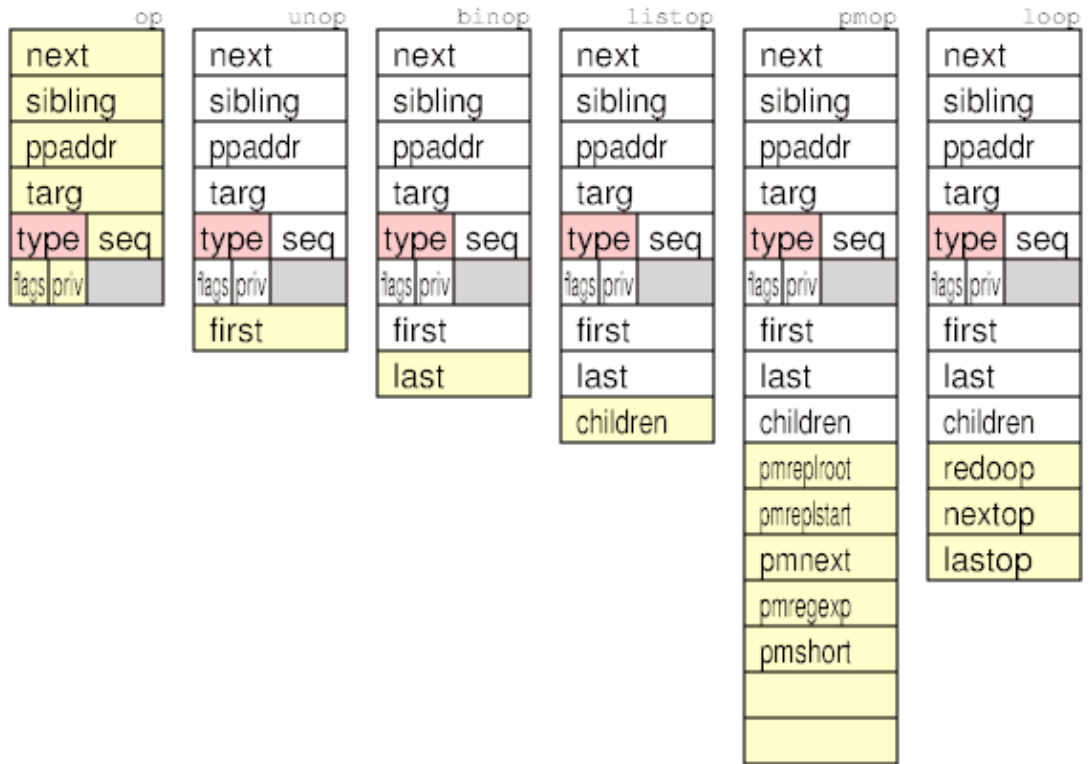 op unop binop listop pmop loop
next next next next next next
sibling sibling sibling sibling sibling sibling
ppaddr ppaddr ppaddr ppaddr ppaddr ppaddr
targ targ targ targ targ targ
type seq type seq type seq type seq type seq type seq
flags priv flags priv flags priv flags priv flags priv flags priv
first first first first first
last last last last
children children children
pmreplroot redoop
pmreplstart nextop
pmnext lastop
pmregexp
pmshort